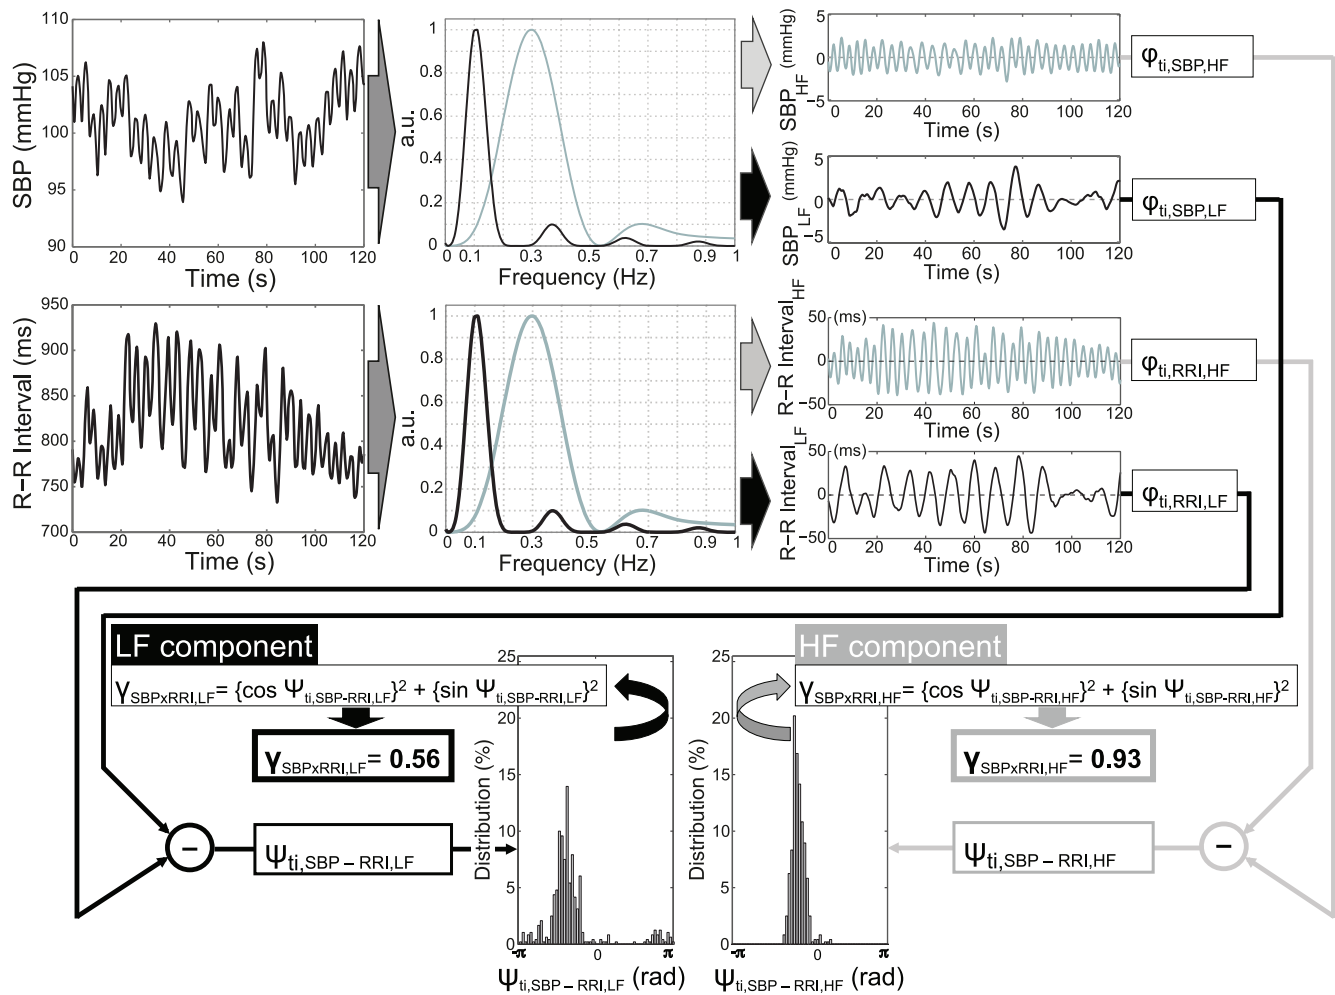 110
105
100
95
90
SBP (mmHg)
0 20 40 60 80 100 120
Time (s)
1
0.8
0.6
0.4
0.2
0
a.u.
0 0.1 0.3 0.5 0.7 0.9 1
Frequency (Hz)
5
0
−5
SBP_HF (mmHg)
0 20 40 60 80 100 120
Time (s)
φti,SBP,HF
5
0
−5
SBP_LF (mmHg)
0 20 40 60 80 100 120
Time (s)
φti,SBP,LF
950
900
850
800
750
700
R−R Interval (ms)
0 20 40 60 80 100 120
Time (s)
1
0.8
0.6
0.4
0.2
0
a.u.
0 0.1 0.3 0.5 0.7 0.9 1
Frequency (Hz)
50
0
−50
(ms)
R−R Interval_HF
0 20 40 60 80 100 120
Time (s)
φti,RRI,HF
50
0
−50
(ms)
R−R Interval_LF
0 20 40 60 80 100 120
Time (s)
φti,RRI,LF
LF component
γSBPxRRI,LF= {cos Ψti,SBP-RRI,LF}² + {sin Ψti,SBP-RRI,LF}²
γSBPxRRI,LF= 0.56
−
Ψti,SBP − RRI,LF
25
20
15
10
5
0
Distribution (%)
-π 0 π
Ψti,SBP − RRI,LF (rad)
HF component
γSBPxRRI,HF= {cos Ψti,SBP-RRI,HF}² + {sin Ψti,SBP-RRI,HF}²
γSBPxRRI,HF= 0.93
−
Ψti,SBP − RRI,HF
25
20
15
10
5
0
Distribution (%)
-π 0 π
Ψti,SBP − RRI,HF (rad)